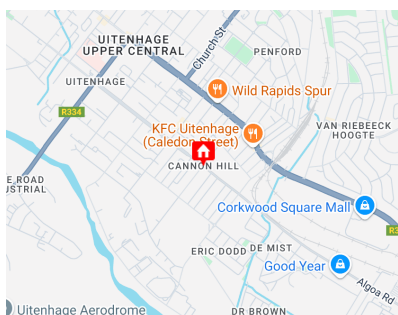 UITENHAGE
UPPER CENTRAL
Church St
PENFORD
UITENHAGE
Wild Rapids Spur
R334
KFC Uitenhage
(Caledon Street)
VAN RIEBEECK
HOOGTE
CANNON HILL
E ROAD
USTRIAL
Corkwood Square Mall
R3
ERIC DODD
DE MIST
Good Year
Algoa Rd
Uitenhage Aerodrome
DR BROWN